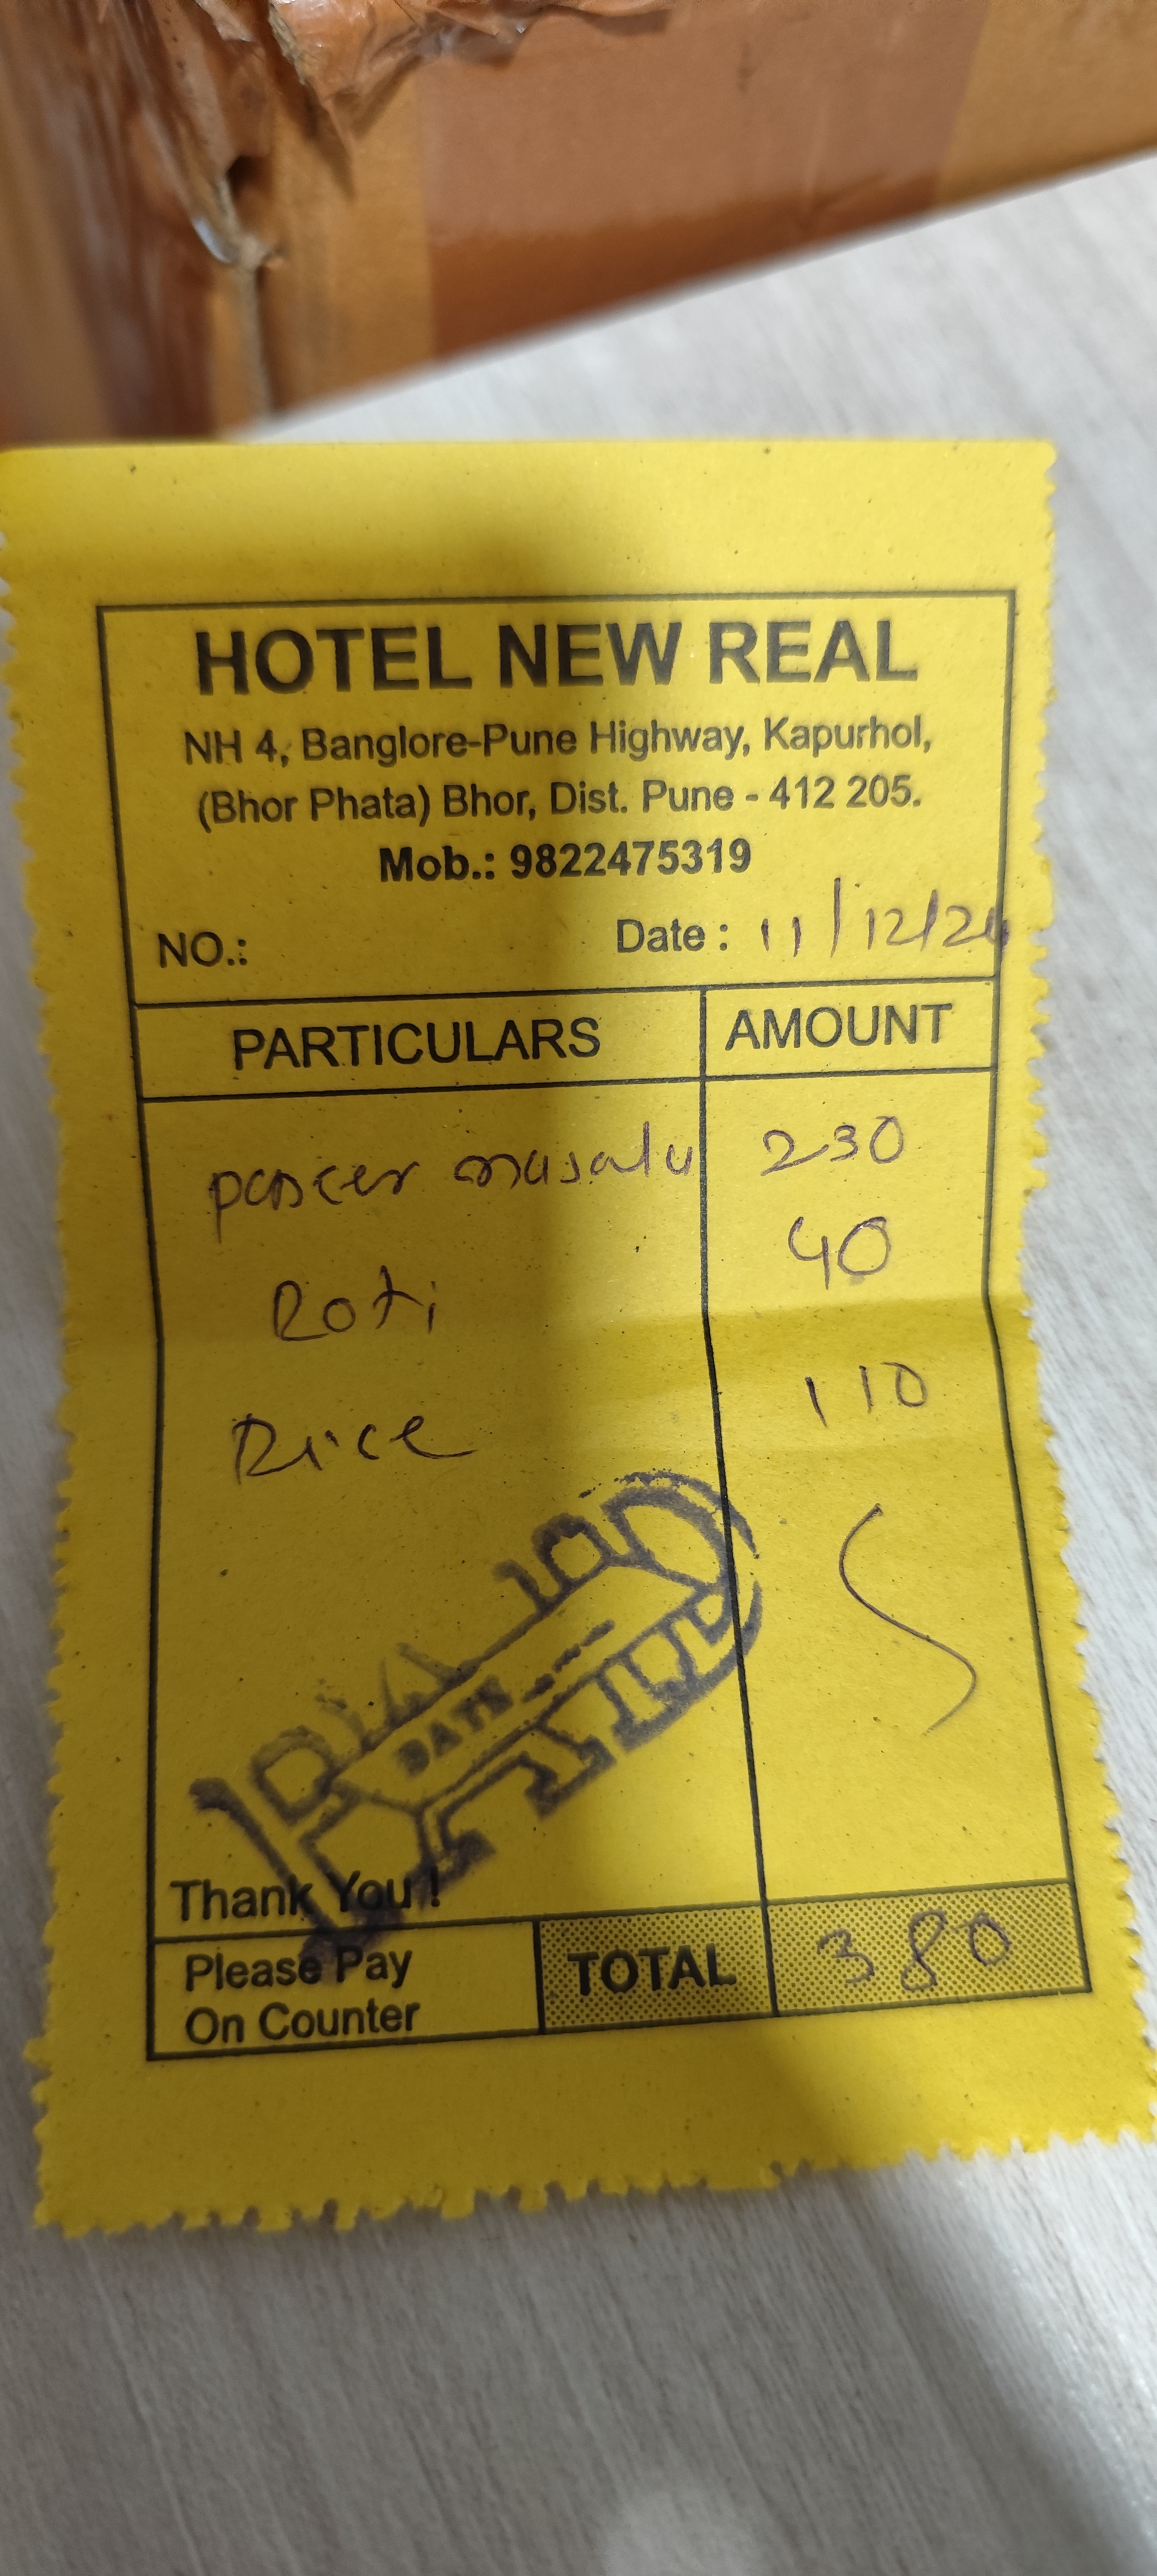 HOTEL NEW REAL
NH 4, Banglore-Pune Highway, Kapurhol,
(Bhor Phata) Bhor, Dist. Pune - 412 205.
Mob.: 9822475319
NO.: Date : 11/12/24
PARTICULARS AMOUNT
paneer masala 230
Roti 40
Rice 110
DATE
Thank You !
Please Pay
On Counter
TOTAL 380